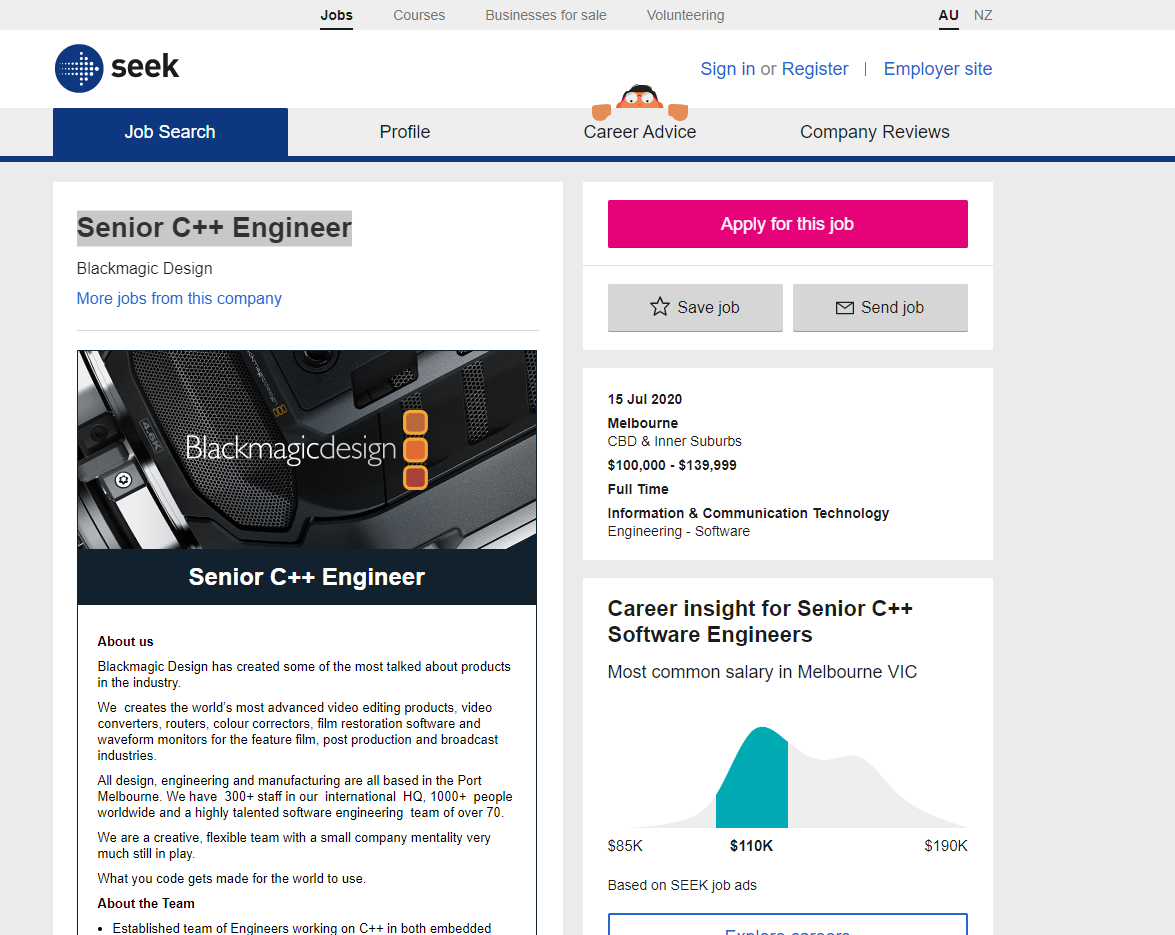 Jobs Courses Businesses for sale Volunteering AU NZ
seek
Sign in or Register | Employer site
Job Search Profile Career Advice Company Reviews
Senior C++ Engineer
Blackmagic Design
More jobs from this company
4.6K
Blackmagicdesign
Senior C++ Engineer
About us
Blackmagic Design has created some of the most talked about products
in the industry.
We creates the world's most advanced video editing products, video
converters, routers, colour correctors, film restoration software and
waveform monitors for the feature film, post production and broadcast
industries.
All design, engineering and manufacturing are all based in the Port
Melbourne. We have 300+ staff in our international HQ, 1000+ people
worldwide and a highly talented software engineering team of over 70.
We are a creative, flexible team with a small company mentality very
much still in play.
What you code gets made for the world to use.
About the Team
• Established team of Engineers working on C++ in both embedded
Apply for this job
Save job Send job
15 Jul 2020
Melbourne
CBD & Inner Suburbs
$100,000 - $139,999
Full Time
Information & Communication Technology
Engineering - Software
Career insight for Senior C++
Software Engineers
Most common salary in Melbourne VIC
$85K $110K $190K
Based on SEEK job ads
Explore careers